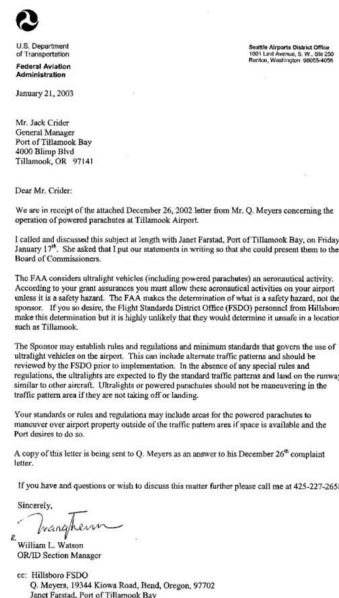 U.S. Department
of Transportation
Federal Aviation
Administration
Seattle Airports District Office
1601 Lind Avenue, S. W., Ste 250
Renton, Washington 98055-4056
January 21, 2003
Mr. Jack Crider
General Manager
Port of Tillamook Bay
4000 Blimp Blvd
Tillamook, OR 97141
Dear Mr. Crider:
We are in receipt of the attached December 26, 2002 letter from Mr. Q. Meyers concerning the
operation of powered parachutes at Tillamook Airport.
I called and discussed this subject at length with Janet Farstad, Port of Tillamook Bay, on Friday
January 17th. She asked that I put our statements in writing so that she could present them to the
Board of Commissioners.
The FAA considers ultralight vehicles (including powered parachutes) an aeronautical activity.
According to your grant assurances you must allow these aeronautical activities on your airport
unless it is a safety hazard. The FAA makes the determination of what is a safety hazard, not the
sponsor. If you so desire, the Flight Standards District Office (FSDO) personnel from Hillsboro
make this determination but it is highly unlikely that they would determine it unsafe in a location
such as Tillamook.
The Sponsor may establish rules and regulations and minimum standards that govern the use of
ultralight vehicles on the airport. This can include alternate traffic patterns and should be
reviewed by the FSDO prior to implementation. In the absence of any special rules and
regulations, the ultralights are expected to fly the standard traffic patterns and land on the runway
similar to other aircraft. Ultralights or powered parachutes should not be maneuvering in the
traffic pattern area if they are not taking off or landing.
Your standards or rules and regulations may include areas for the powered parachutes to
maneuver over airport property outside of the traffic pattern area if space is available and the
Port desires to do so.
A copy of this letter is being sent to Q. Meyers as an answer to his December 26th complaint
letter.
If you have and questions or wish to discuss this matter further please call me at 425-227-265
Sincerely,
William L. Watson
OR/ID Section Manager
cc: Hillsboro FSDO
Q. Meyers, 19344 Kiowa Road, Bend, Oregon, 97702
Janet Farstad, Port of Tillamook Bay